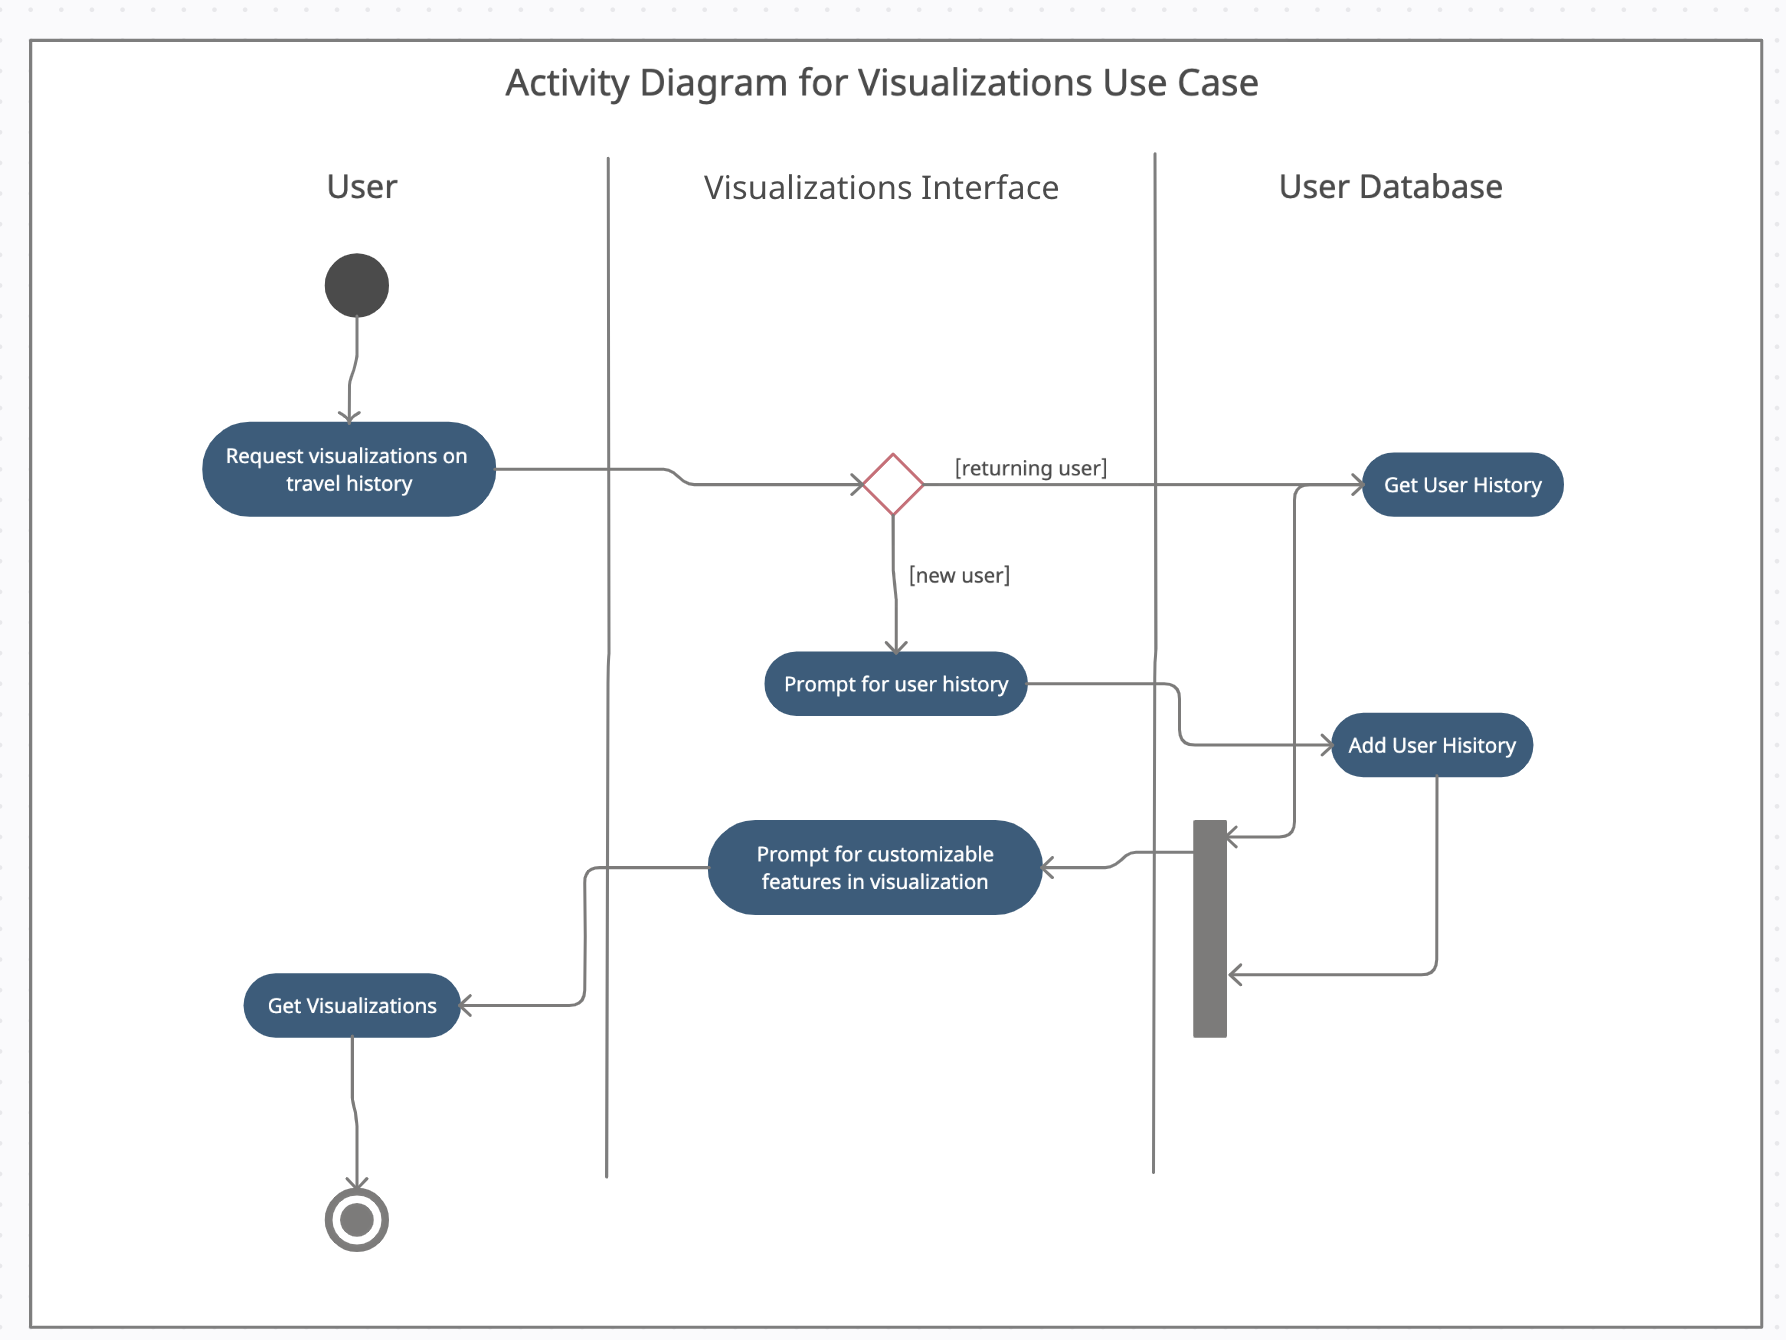 Activity Diagram for Visualizations Use Case
User
Visualizations Interface
User Database
Request visualizations on
travel history
[returning user]
Get User History
[new user]
Prompt for user history
Add User Hisitory
Prompt for customizable
features in visualization
Get Visualizations